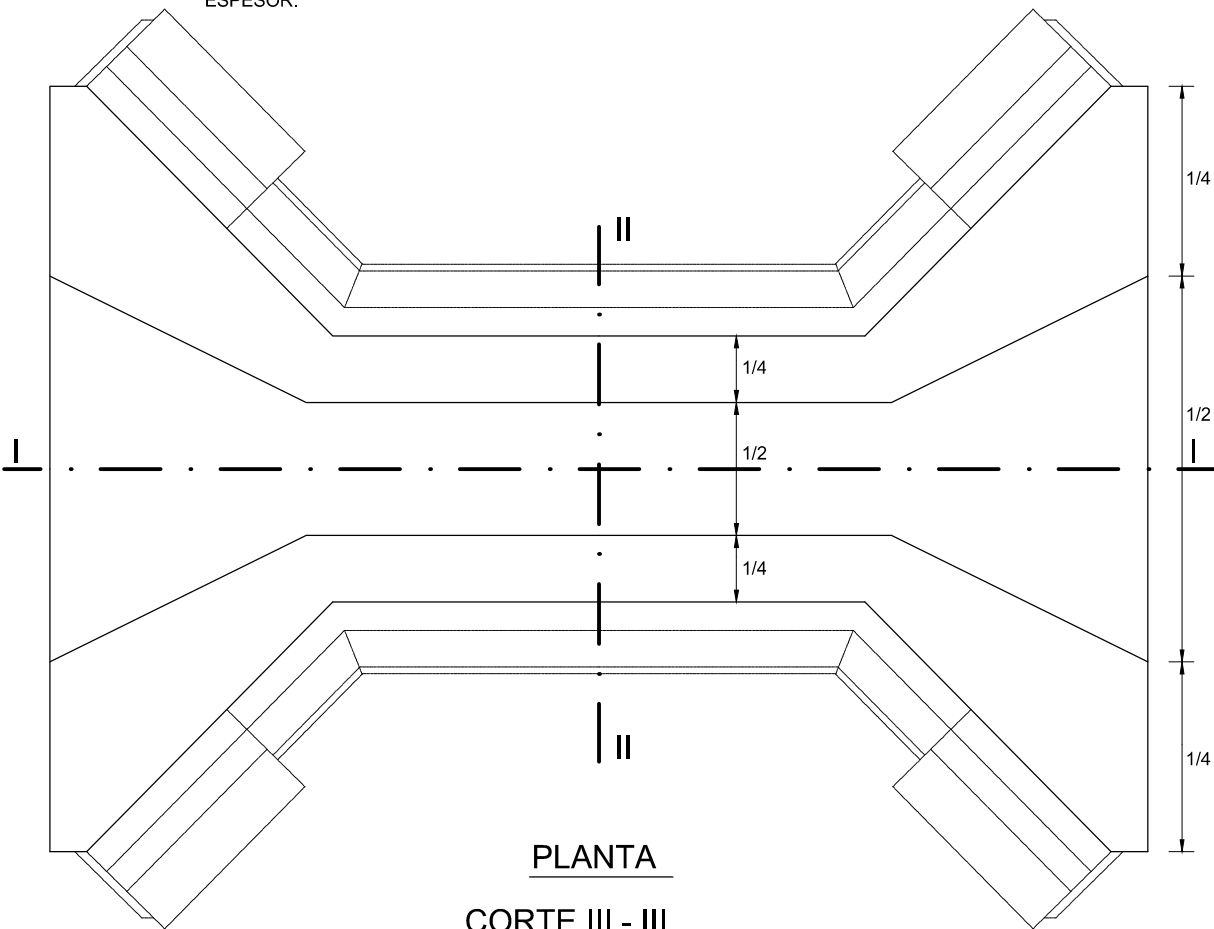 ESPESOR.
II
1/4
1/4
1/2
1/2
I
I
1/4
1/4
II
PLANTA
CORTE III - III